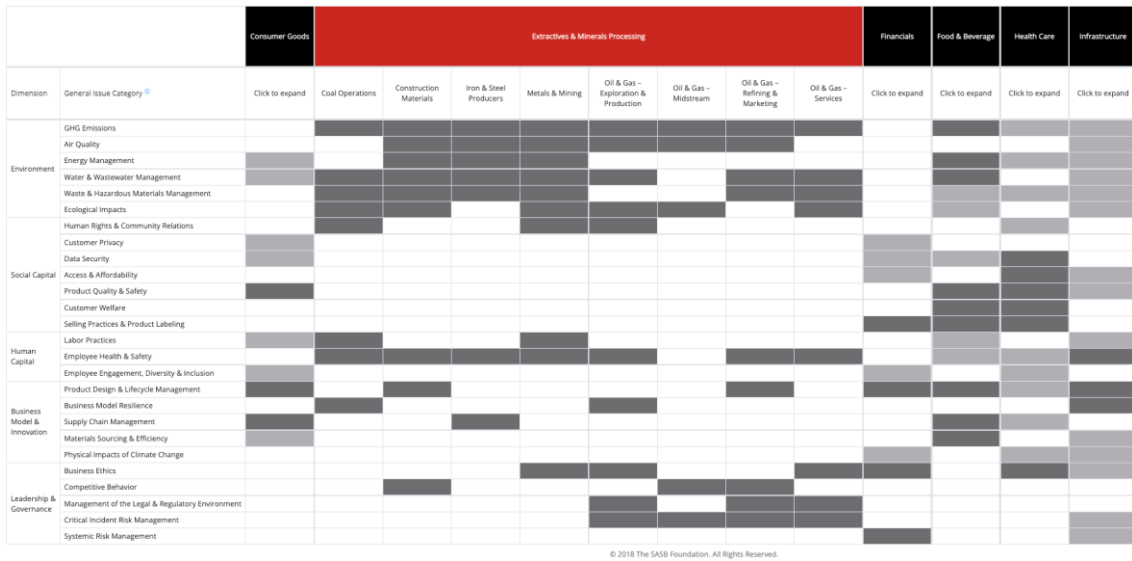 Consumer Goods Extractives & Minerals Processing Financials Food & Beverage Health Care Infrastructure
Dimension General Issue Category Click to expand Coal Operations Construction Materials Iron & Steel Producers Metals & Mining Oil & Gas – Exploration & Production Oil & Gas – Midstream Oil & Gas – Refining & Marketing Oil & Gas – Services Click to expand Click to expand Click to expand Click to expand
Environment
GHG Emissions
Air Quality
Energy Management
Water & Wastewater Management
Waste & Hazardous Materials Management
Ecological Impacts
Social Capital
Human Rights & Community Relations
Customer Privacy
Data Security
Access & Affordability
Product Quality & Safety
Customer Welfare
Selling Practices & Product Labeling
Human Capital
Labor Practices
Employee Health & Safety
Employee Engagement, Diversity & Inclusion
Business Model & Innovation
Product Design & Lifecycle Management
Business Model Resilience
Supply Chain Management
Materials Sourcing & Efficiency
Physical Impacts of Climate Change
Leadership & Governance
Business Ethics
Competitive Behavior
Management of the Legal & Regulatory Environment
Critical Incident Risk Management
Systemic Risk Management
© 2018 The SASB Foundation. All Rights Reserved.